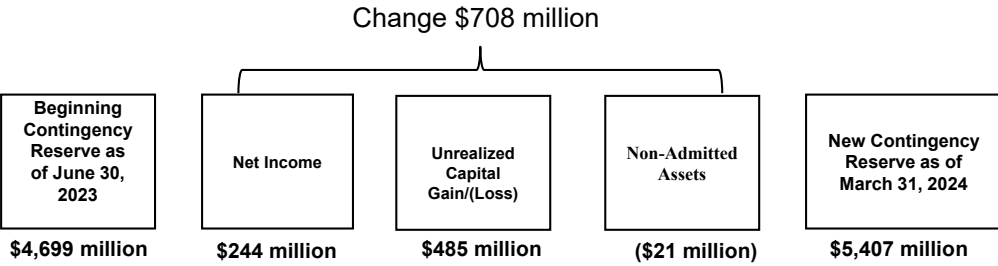 Change $708 million
Beginning
Contingency
Reserve as
of June 30,
2023
Net Income
Unrealized
Capital
Gain/(Loss)
Non-Admitted
Assets
New Contingency
Reserve as of
March 31, 2024
$4,699 million
$244 million
$485 million
($21 million)
$5,407 million